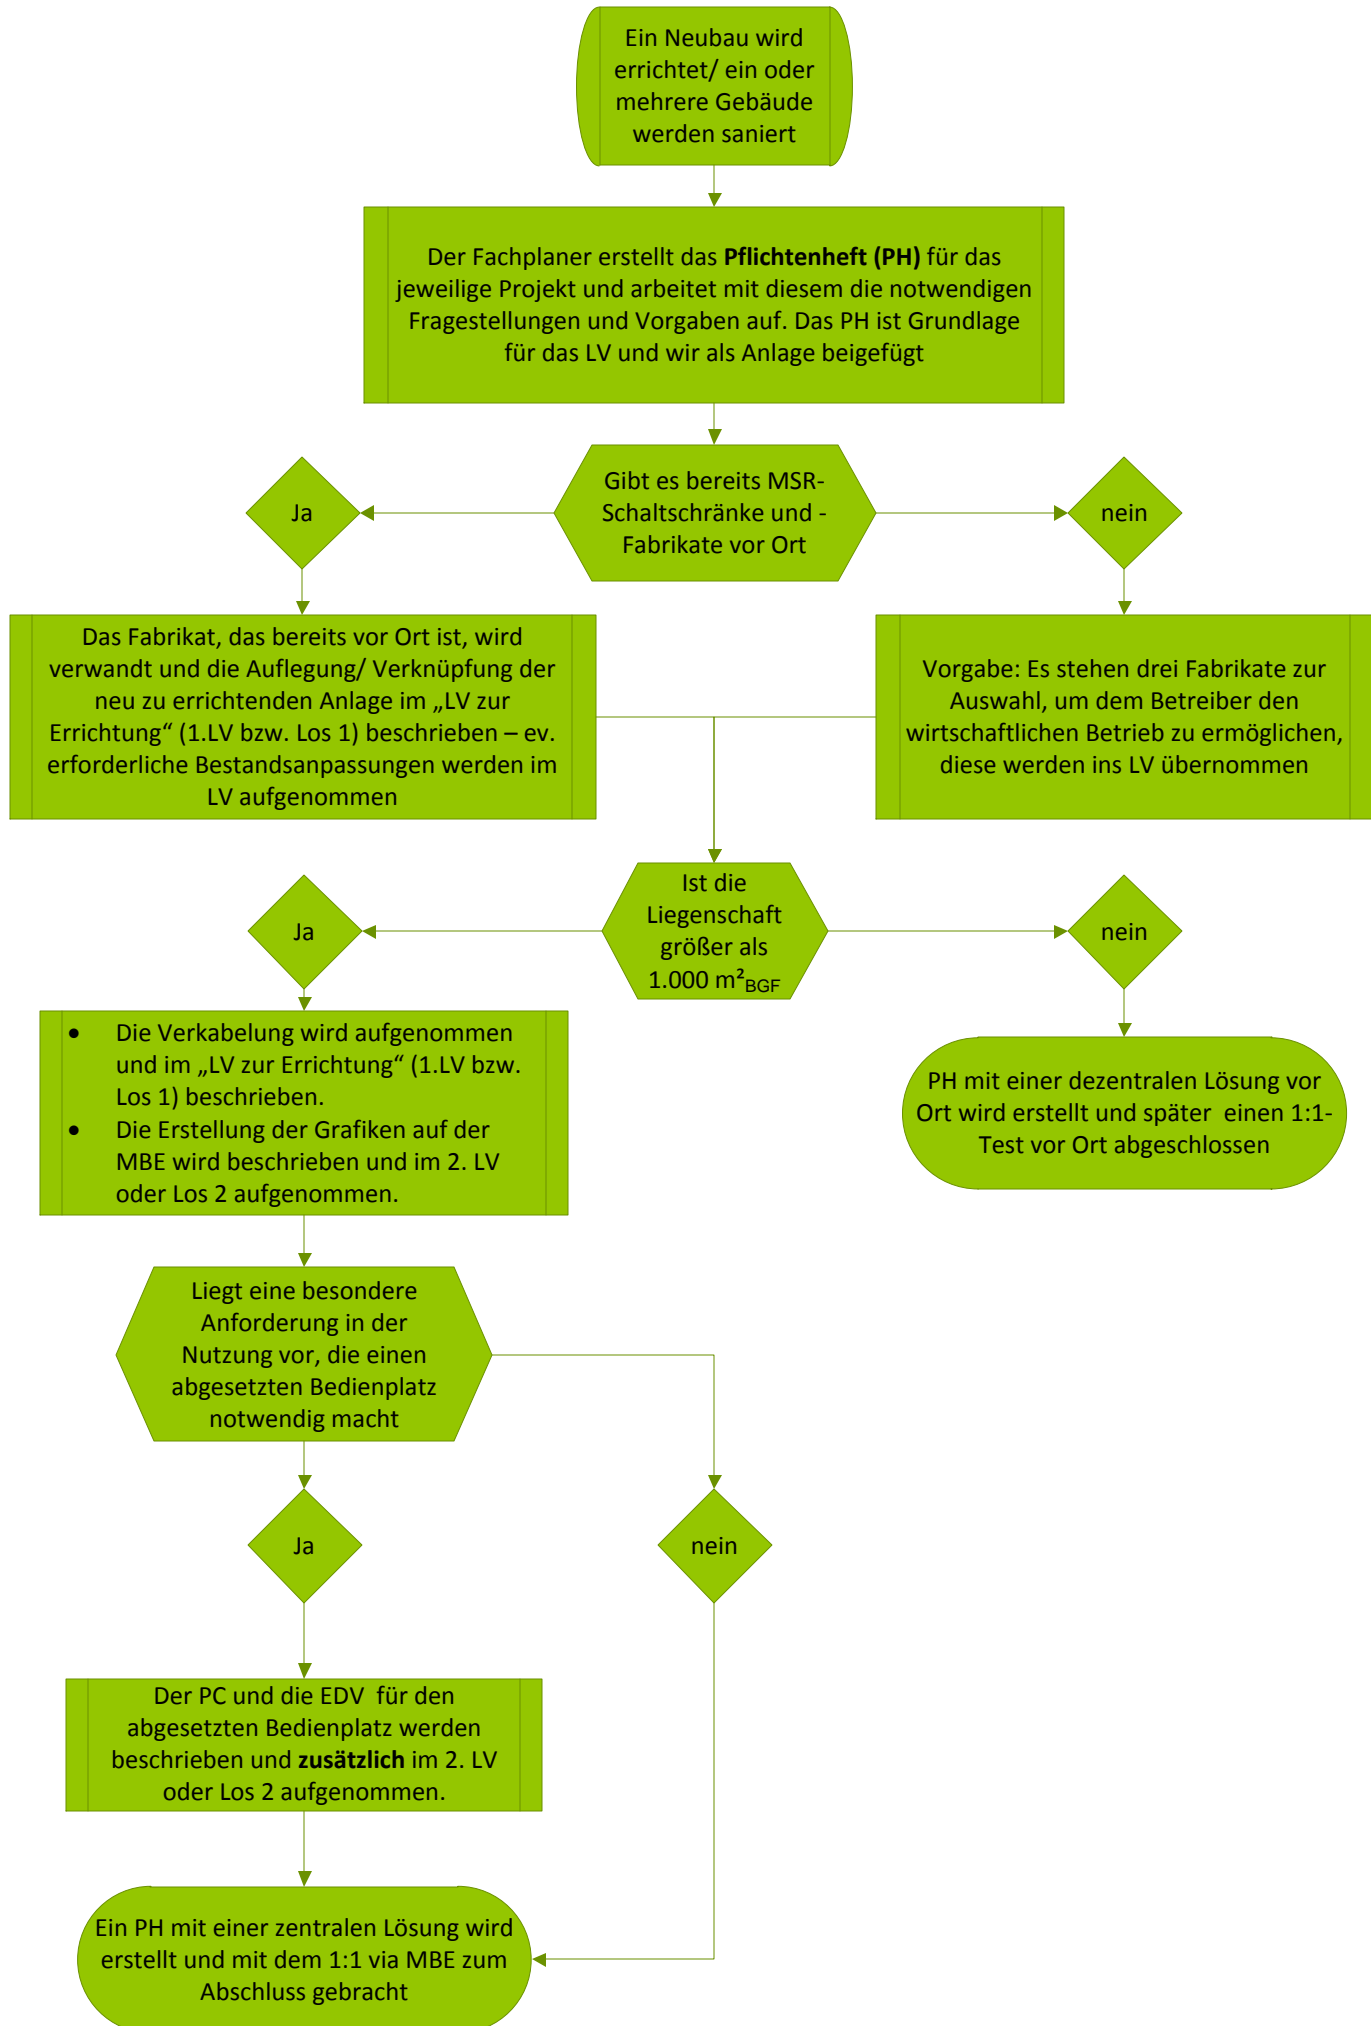 Ein Neubau wird
errichtet/ ein oder
mehrere Gebäude
werden saniert
Der Fachplaner erstellt das Pflichtenheft (PH) für das
jeweilige Projekt und arbeitet mit diesem die notwendigen
Fragestellungen und Vorgaben auf. Das PH ist Grundlage
für das LV und wir als Anlage beigefügt
Gibt es bereits MSR-
Schaltschränke und -
Fabrikate vor Ort
Ja
nein
Das Fabrikat, das bereits vor Ort ist, wird
verwandt und die Auflegung/ Verknüpfung der
neu zu errichtenden Anlage im „LV zur
Errichtung“ (1.LV bzw. Los 1) beschrieben – ev.
erforderliche Bestandsanpassungen werden im
LV aufgenommen
Vorgabe: Es stehen drei Fabrikate zur
Auswahl, um dem Betreiber den
wirtschaftlichen Betrieb zu ermöglichen,
diese werden ins LV übernommen
Ist die
Liegenschaft
größer als
1.000 m²BGF
Ja
nein
• Die Verkabelung wird aufgenommen
und im „LV zur Errichtung“ (1.LV bzw.
Los 1) beschrieben.
• Die Erstellung der Grafiken auf der
MBE wird beschrieben und im 2. LV
oder Los 2 aufgenommen.
PH mit einer dezentralen Lösung vor
Ort wird erstellt und später einen 1:1-
Test vor Ort abgeschlossen
Liegt eine besondere
Anforderung in der
Nutzung vor, die einen
abgesetzten Bedienplatz
notwendig macht
Ja
nein
Der PC und die EDV für den
abgesetzten Bedienplatz werden
beschrieben und zusätzlich im 2. LV
oder Los 2 aufgenommen.
Ein PH mit einer zentralen Lösung wird
erstellt und mit dem 1:1 via MBE zum
Abschluss gebracht